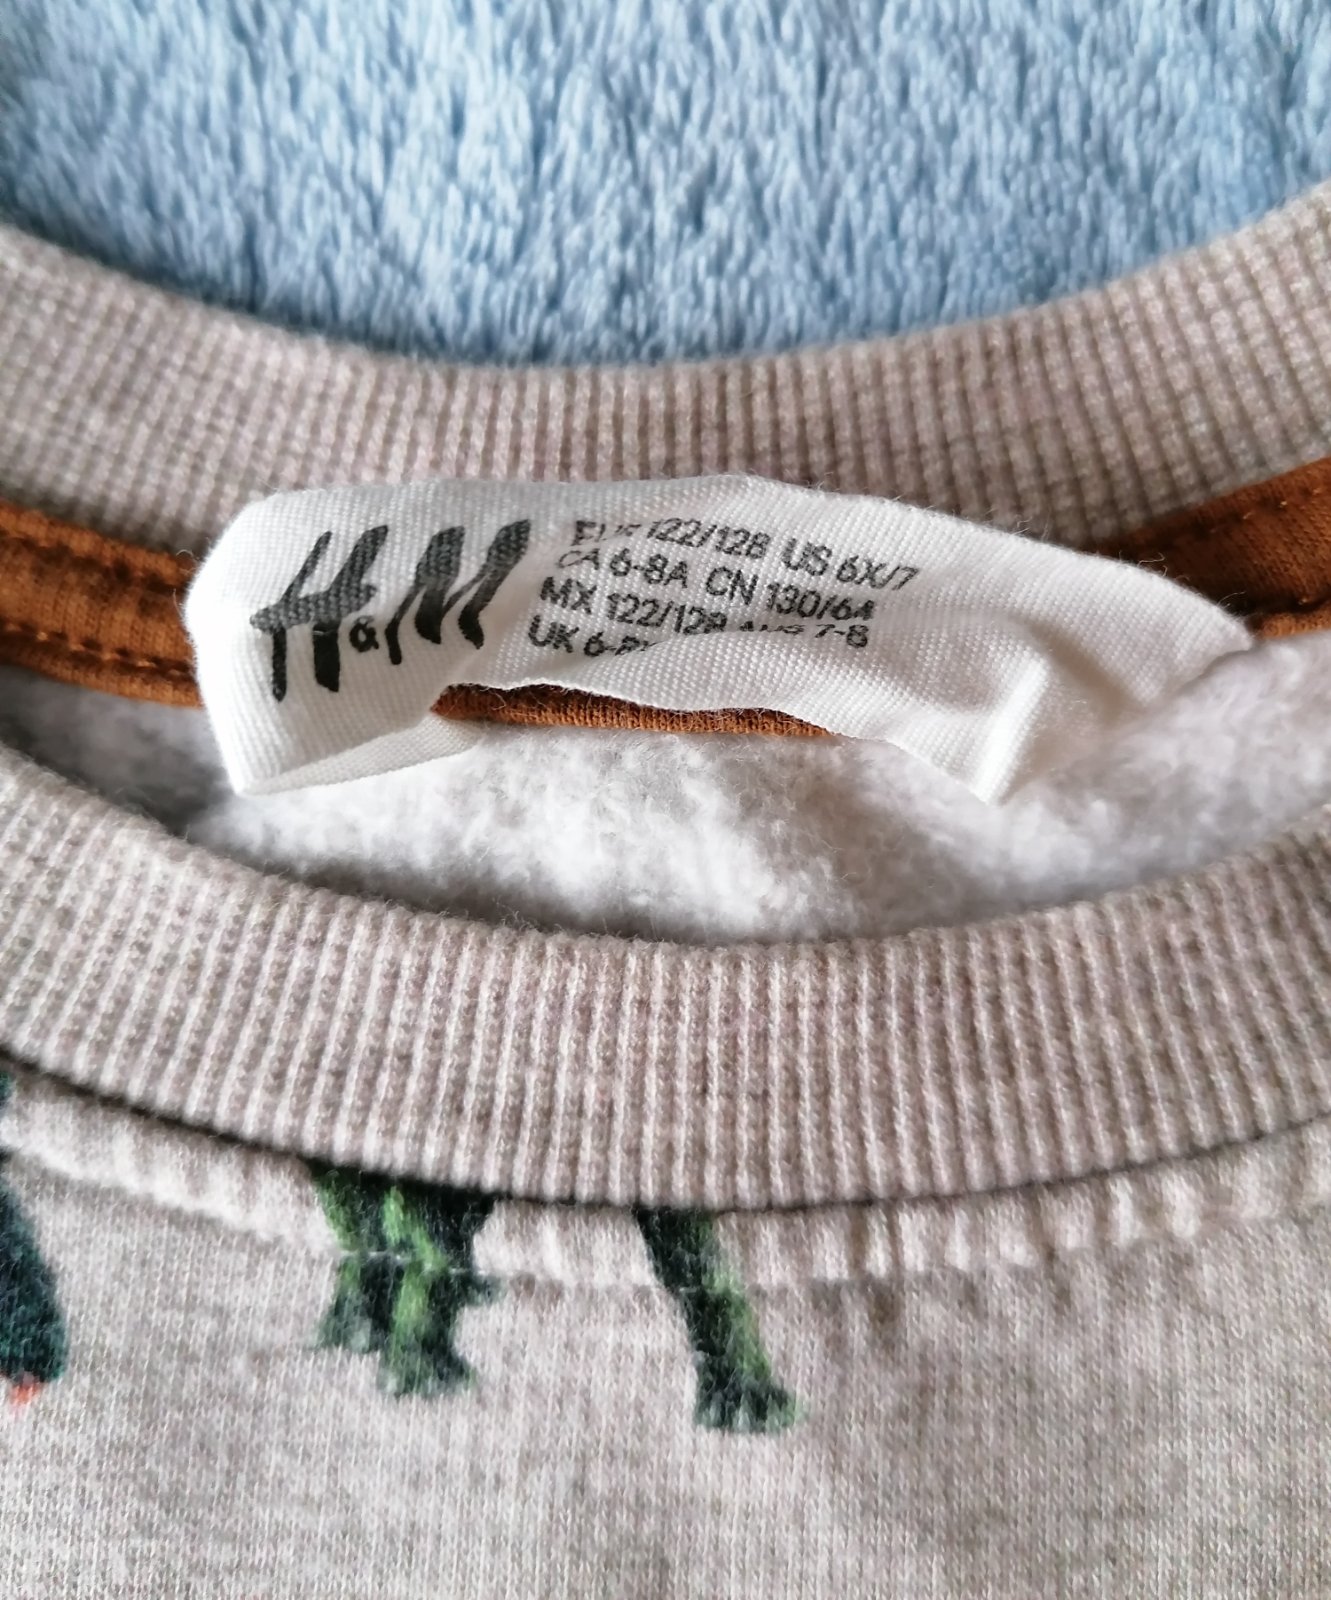 H&M
EUR 122/128 US 6X/7
CA 6-8A CN 130/64
MX 122/128 AUS 7-8
UK 6-8Y